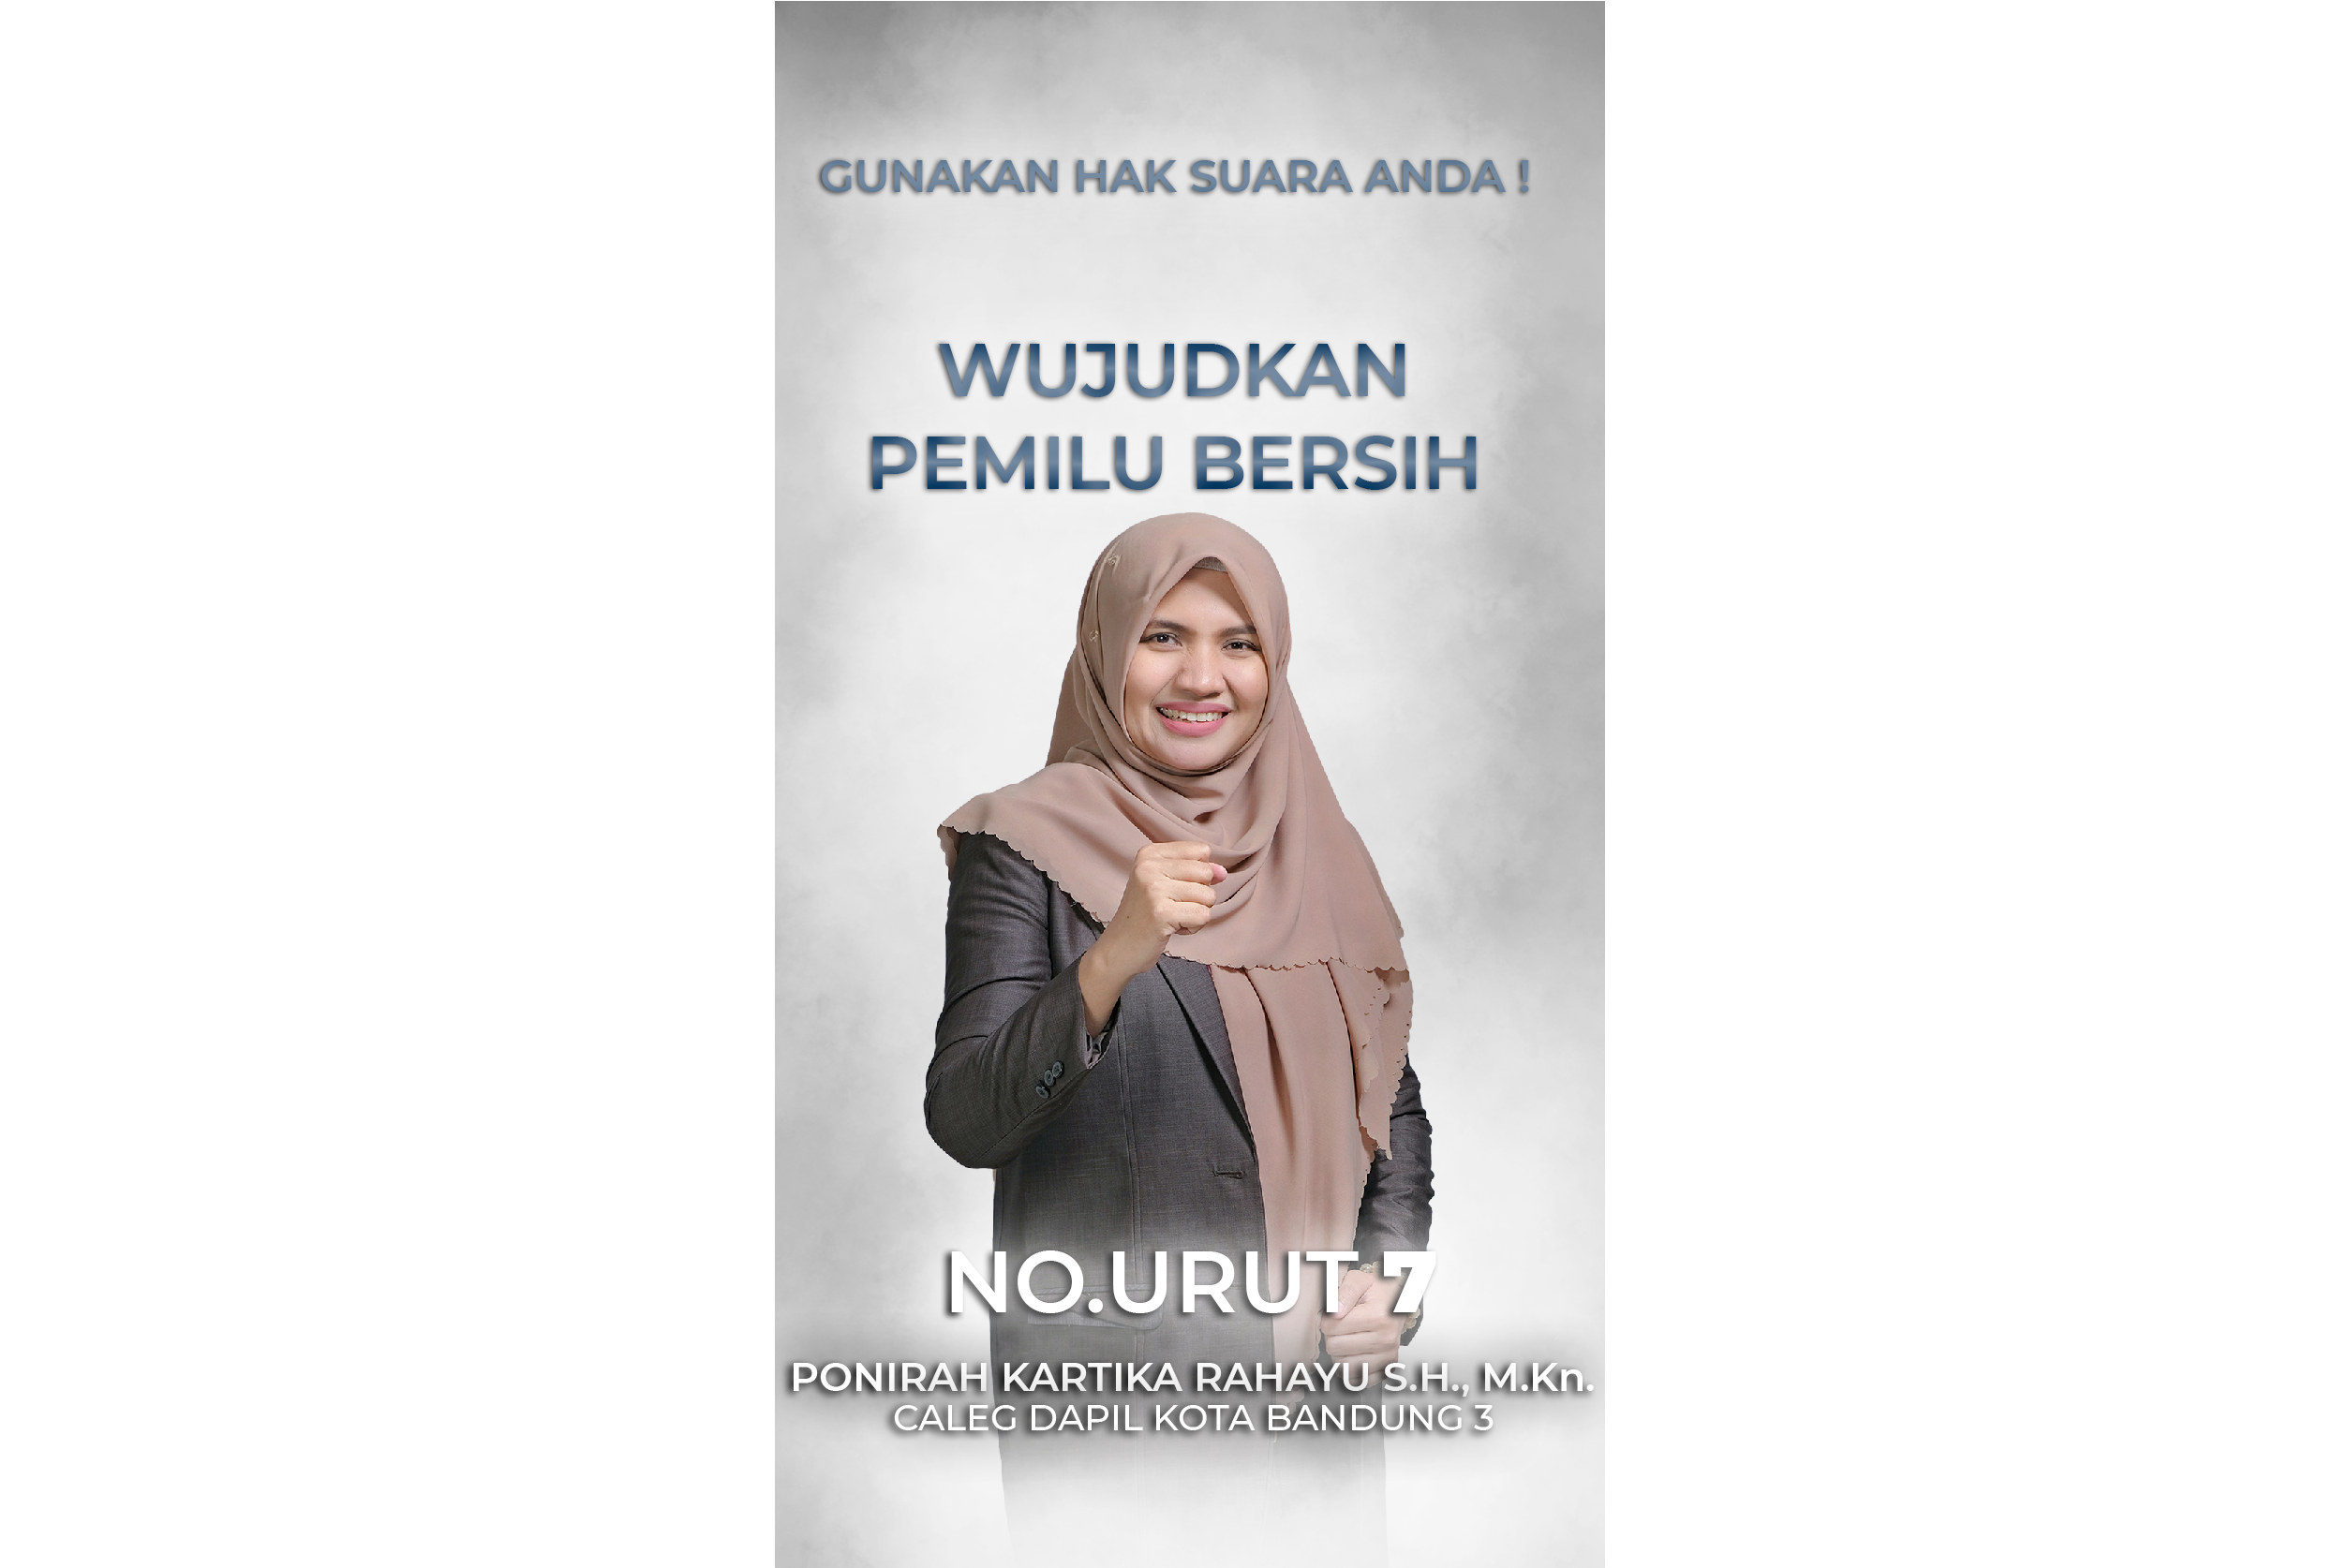 GUNAKAN HAK SUARA ANDA !
WUJUDKAN
PEMILU BERSIH
NO.URUT 7
PONIRAH KARTIKA RAHAYU S.H., M.Kn.
CALEG DAPIL KOTA BANDUNG 3